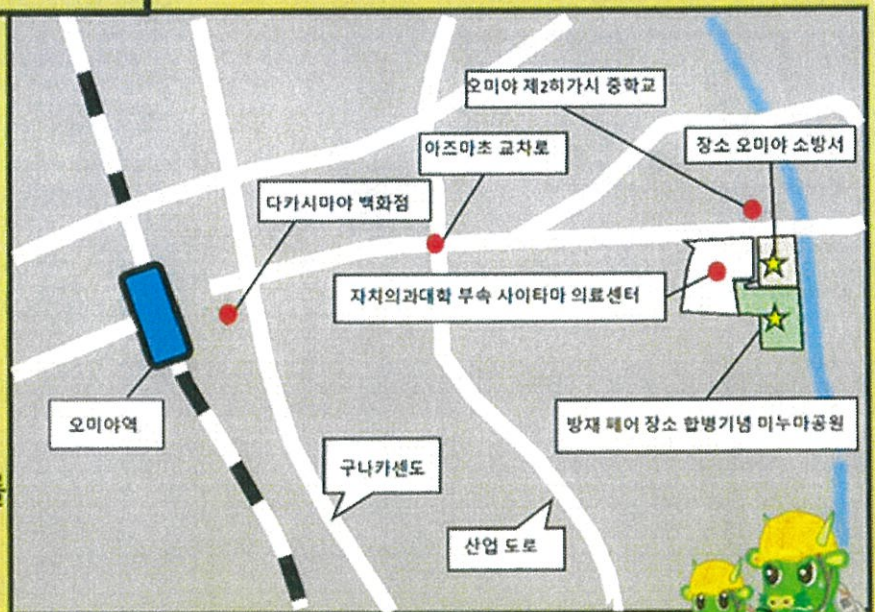 오미야 제2히가시 중학교
아즈마초 교차로
장소 오미야 소방서
다카시마야 백화점
자치의과대학 부속 사이타마 의료센터
오미야역
방재 페어 장소 합병기념 미누마공원
구나카센도
산업 도로